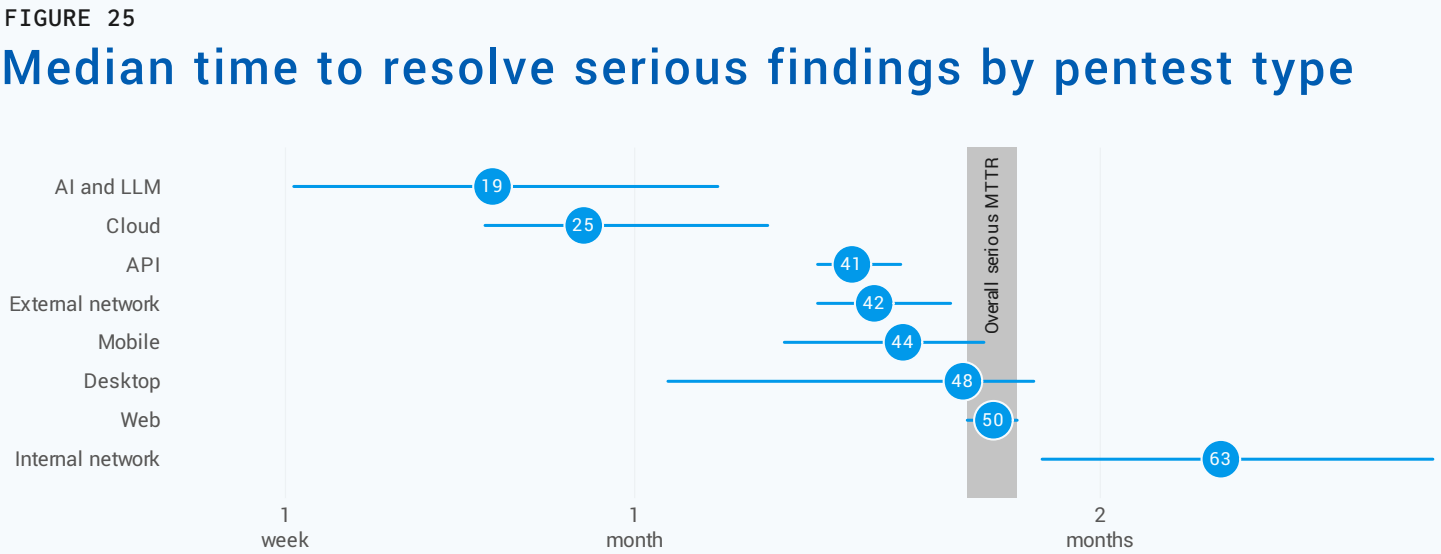 FIGURE 25
Median time to resolve serious findings by pentest type
Overall serious MTTR
AI and LLM 19
Cloud 25
API 41
External network 42
Mobile 44
Desktop 48
Web 50
Internal network 63
1 1 2
week month months